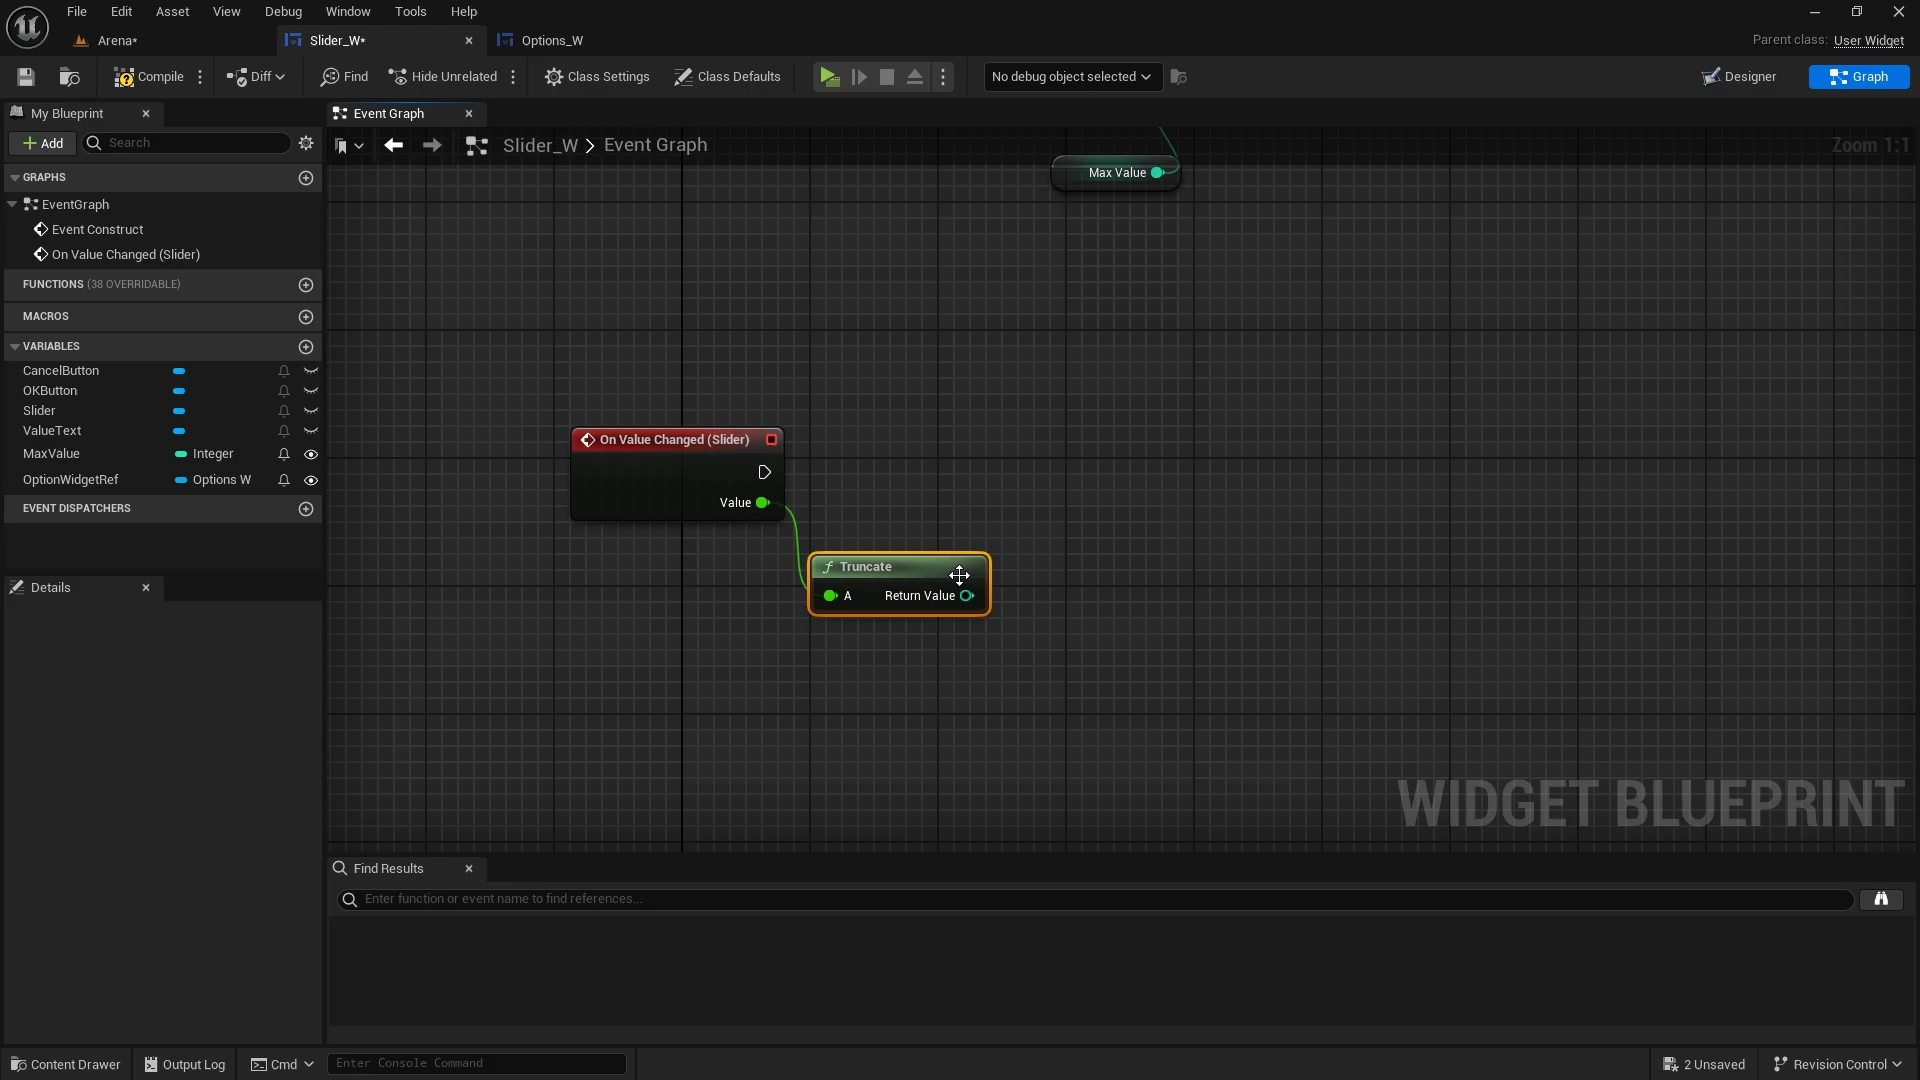 File Edit Asset View Debug Window Tools Help
Arena* Slider_W* Options_W
Parent class: User Widget
Compile Diff Find Hide Unrelated Class Settings Class Defaults No debug object selected Designer Graph
My Blueprint Event Graph
Add Search
Slider_W > Event Graph Zoom 1:1
GRAPHS
EventGraph
Event Construct
On Value Changed (Slider)
FUNCTIONS (38 OVERRIDABLE)
MACROS
VARIABLES
CancelButton
OKButton
Slider
ValueText
MaxValue Integer
OptionWidgetRef Options W
EVENT DISPATCHERS
Details
Max Value
On Value Changed (Slider)
Value
f Truncate
A Return Value
WIDGET BLUEPRINT
Find Results
Enter function or event name to find references...
Content Drawer Output Log Cmd Enter Console Command 2 Unsaved Revision Control